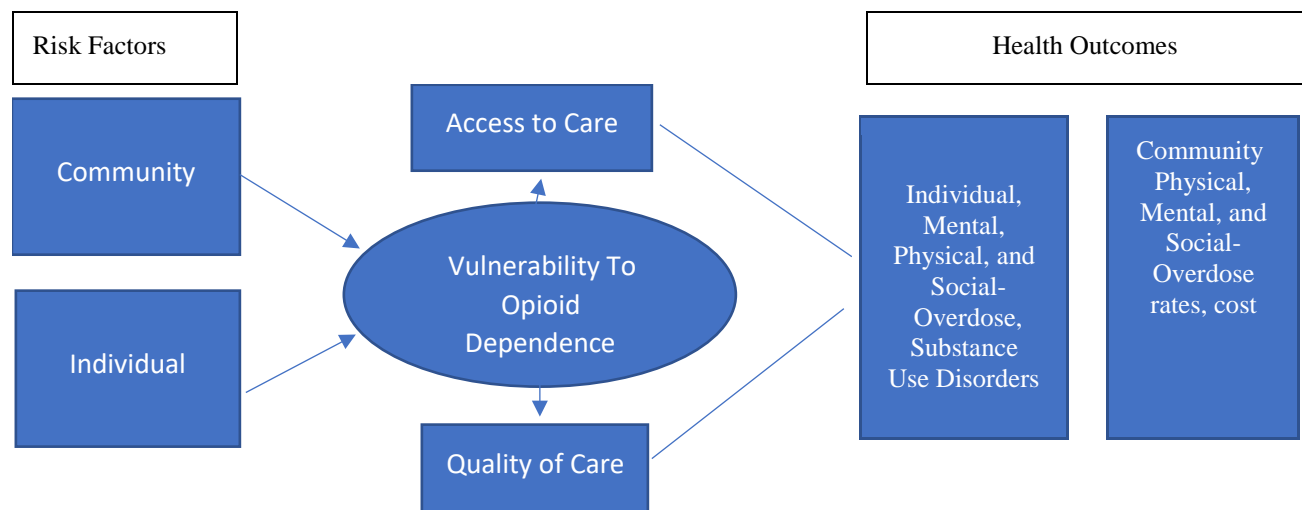 Risk Factors
Health Outcomes
Community
Individual
Access to Care
Vulnerability To
Opioid
Dependence
Quality of Care
Individual,
Mental,
Physical, and
Social-
Overdose,
Substance
Use Disorders
Community
Physical,
Mental, and
Social-
Overdose
rates, cost